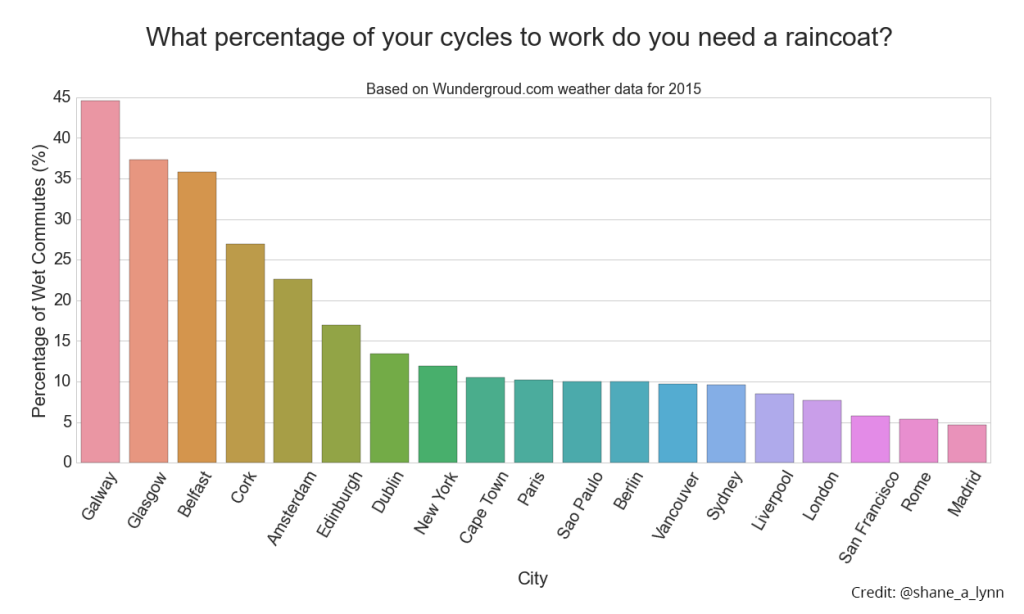 What percentage of your cycles to work do you need a raincoat?
Based on Wundergroud.com weather data for 2015
Percentage of Wet Commutes (%)
45
40
35
30
25
20
15
10
5
0
Galway
Glasgow
Belfast
Cork
Amsterdam
Edinburgh
Dublin
New York
Cape Town
Paris
Sao Paulo
Berlin
Vancouver
Sydney
Liverpool
London
San Francisco
Rome
Madrid
City
Credit: @shane_a_lynn